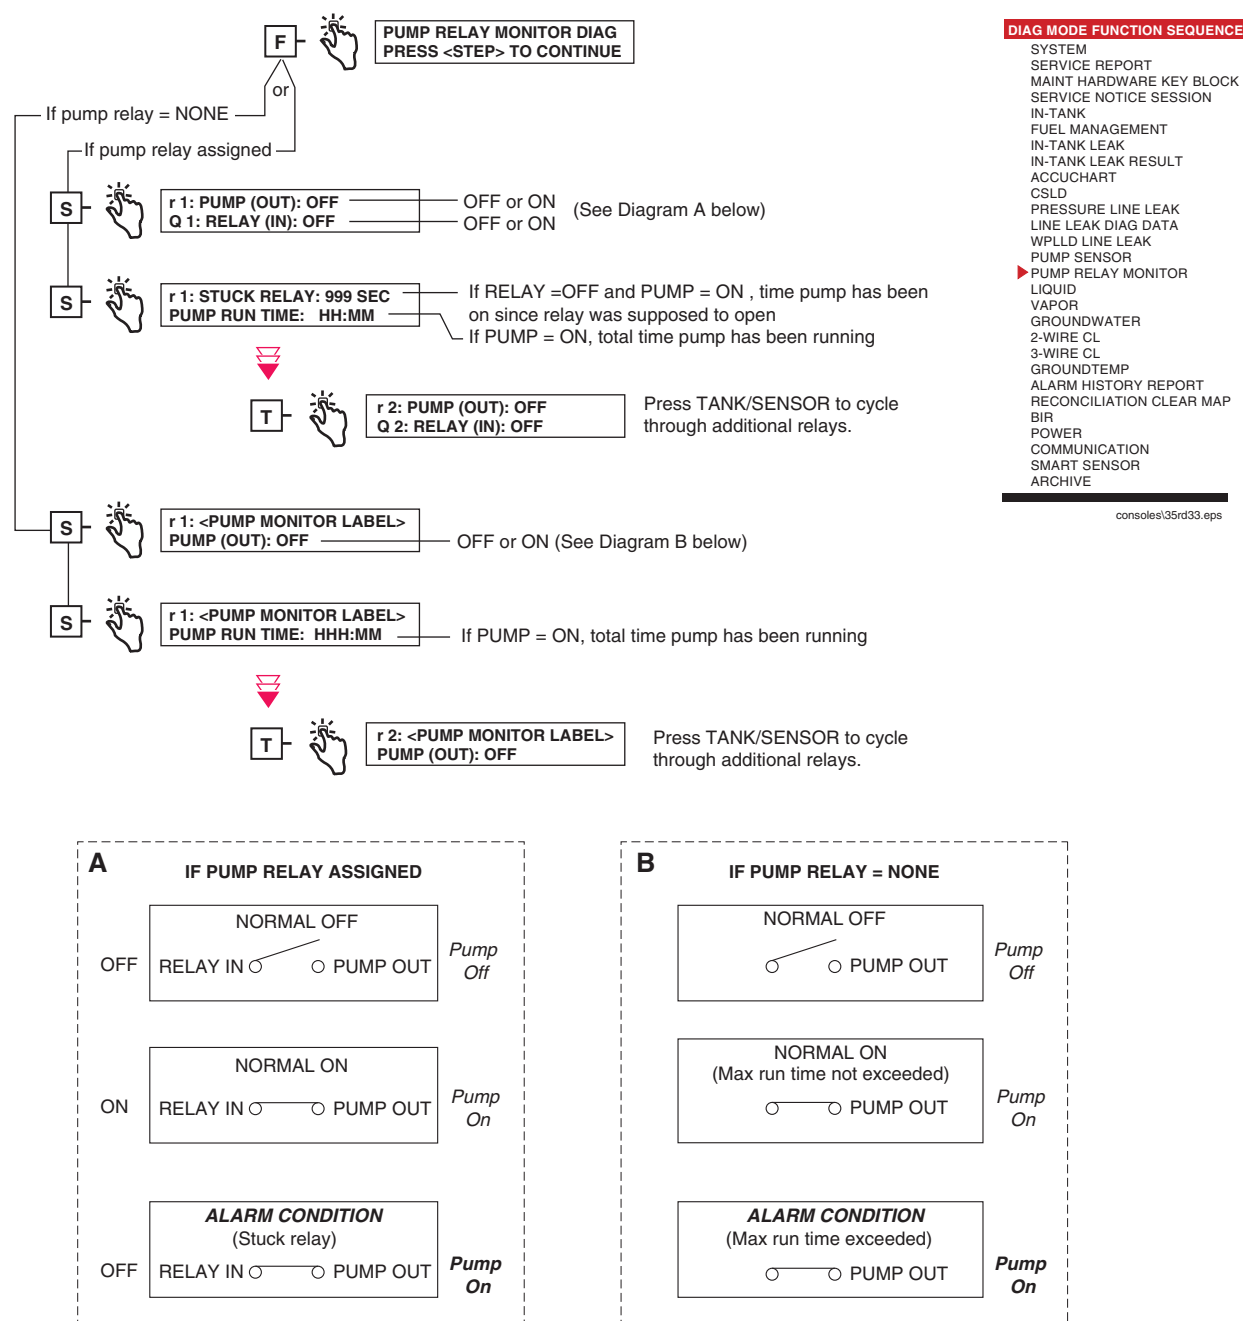 F
PUMP RELAY MONITOR DIAG
PRESS <STEP> TO CONTINUE
or
If pump relay = NONE
If pump relay assigned
S
r 1: PUMP (OUT): OFF
Q 1: RELAY (IN): OFF
OFF or ON
OFF or ON
(See Diagram A below)
S
r 1: STUCK RELAY: 999 SEC
PUMP RUN TIME: HH:MM
If RELAY =OFF and PUMP = ON , time pump has been
on since relay was supposed to open
If PUMP = ON, total time pump has been running
T
r 2: PUMP (OUT): OFF
Q 2: RELAY (IN): OFF
Press TANK/SENSOR to cycle
through additional relays.
S
r 1: <PUMP MONITOR LABEL>
PUMP (OUT): OFF
OFF or ON (See Diagram B below)
S
r 1: <PUMP MONITOR LABEL>
PUMP RUN TIME: HHH:MM
If PUMP = ON, total time pump has been running
T
r 2: <PUMP MONITOR LABEL>
PUMP (OUT): OFF
Press TANK/SENSOR to cycle
through additional relays.
DIAG MODE FUNCTION SEQUENCE
SYSTEM
SERVICE REPORT
MAINT HARDWARE KEY BLOCK
SERVICE NOTICE SESSION
IN-TANK
FUEL MANAGEMENT
IN-TANK LEAK
IN-TANK LEAK RESULT
ACCUCHART
CSLD
PRESSURE LINE LEAK
LINE LEAK DIAG DATA
WPLLD LINE LEAK
PUMP SENSOR
PUMP RELAY MONITOR
LIQUID
VAPOR
GROUNDWATER
2-WIRE CL
3-WIRE CL
GROUNDTEMP
ALARM HISTORY REPORT
RECONCILIATION CLEAR MAP
BIR
POWER
COMMUNICATION
SMART SENSOR
ARCHIVE
consoles\35rd33.eps
A
IF PUMP RELAY ASSIGNED
NORMAL OFF
OFF
RELAY IN
PUMP OUT
Pump
Off
NORMAL ON
ON
RELAY IN
PUMP OUT
Pump
On
ALARM CONDITION
(Stuck relay)
OFF
RELAY IN
PUMP OUT
Pump
On
B
IF PUMP RELAY = NONE
NORMAL OFF
PUMP OUT
Pump
Off
NORMAL ON
(Max run time not exceeded)
PUMP OUT
Pump
On
ALARM CONDITION
(Max run time exceeded)
PUMP OUT
Pump
On